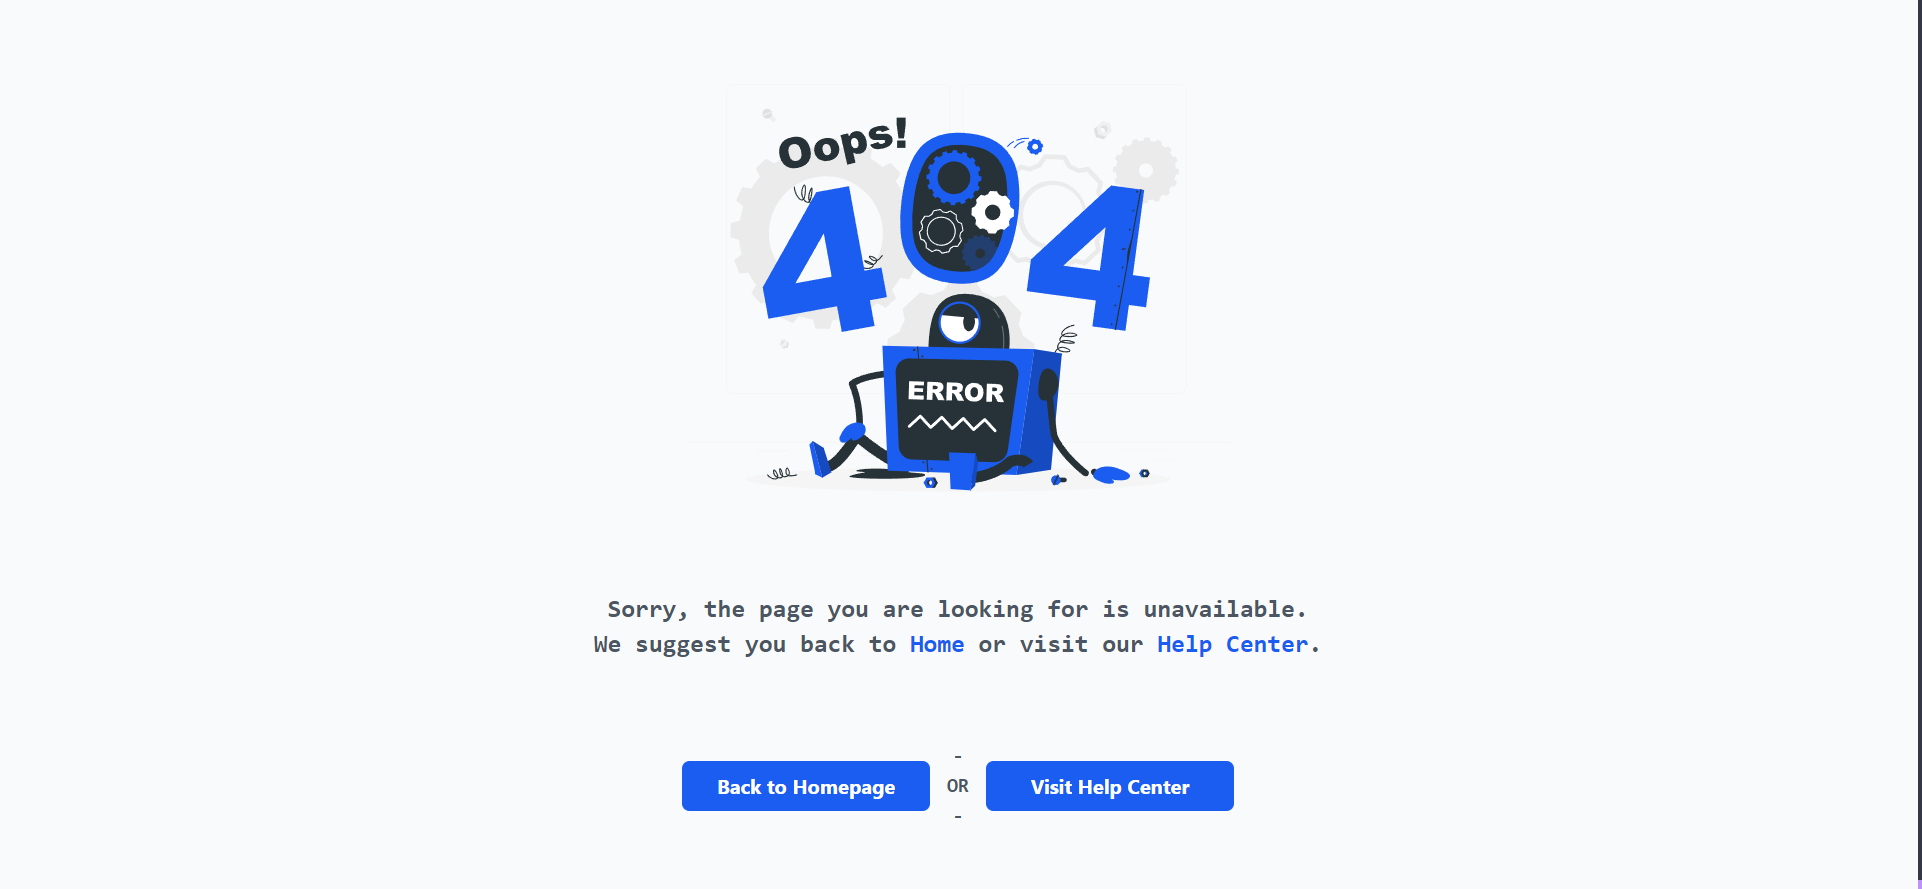 Oops!
404
ERROR
Sorry, the page you are looking for is unavailable.
We suggest you back to Home or visit our Help Center.
-
Back to Homepage OR Visit Help Center
-